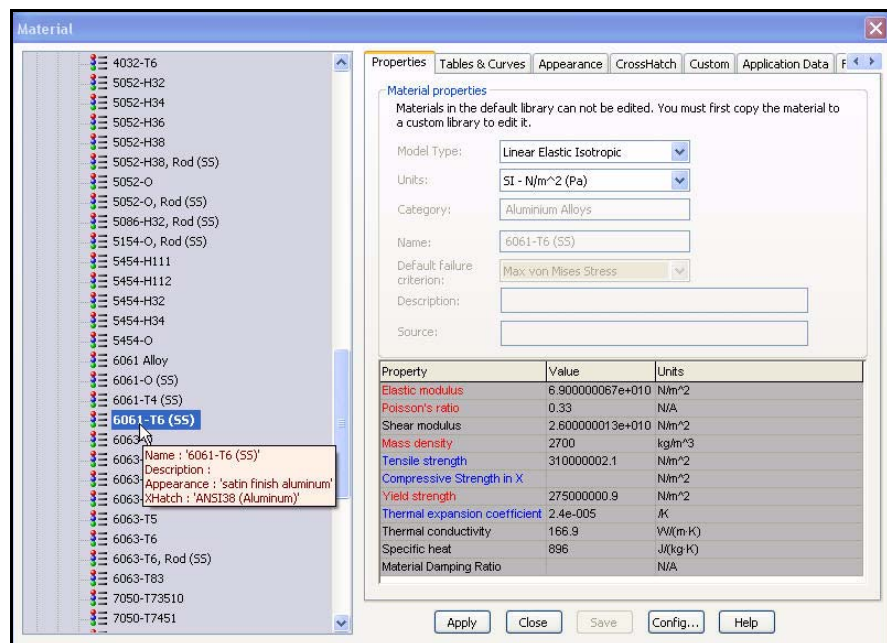 Material
4032-T6
5052-H32
5052-H34
5052-H36
5052-H38
5052-H38, Rod (SS)
5052-O
5052-O, Rod (SS)
5086-H32, Rod (SS)
5154-O, Rod (SS)
5454-H111
5454-H112
5454-H32
5454-H34
5454-O
6061 Alloy
6061-O (SS)
6061-T4 (SS)
6061-T6 (SS)
6063-
6063-
6063-
6063-
6063-T5
6063-T6
6063-T6, Rod (SS)
6063-T83
7050-T73510
7050-T7451
Name : '6061-T6 (SS)'
Description :
Appearance : 'satin finish aluminum'
XHatch : 'ANSI38 (Aluminum)'
Properties Tables & Curves Appearance CrossHatch Custom Application Data
Material properties
Materials in the default library can not be edited. You must first copy the material to
a custom library to edit it.
Model Type: Linear Elastic Isotropic
Units: SI - N/m^2 (Pa)
Category: Aluminium Alloys
Name: 6061-T6 (SS)
Default failure
criterion: Max von Mises Stress
Description:
Source:
Property Value Units
Elastic modulus 6.900000067e+010 N/m^2
Poisson's ratio 0.33 N/A
Shear modulus 2.600000013e+010 N/m^2
Mass density 2700 kg/m^3
Tensile strength 310000002.1 N/m^2
Compressive Strength in X N/m^2
Yield strength 275000000.9 N/m^2
Thermal expansion coefficient 2.4e-005 /K
Thermal conductivity 166.9 W/(m·K)
Specific heat 896 J/(kg·K)
Material Damping Ratio N/A
Apply Close Save Config... Help